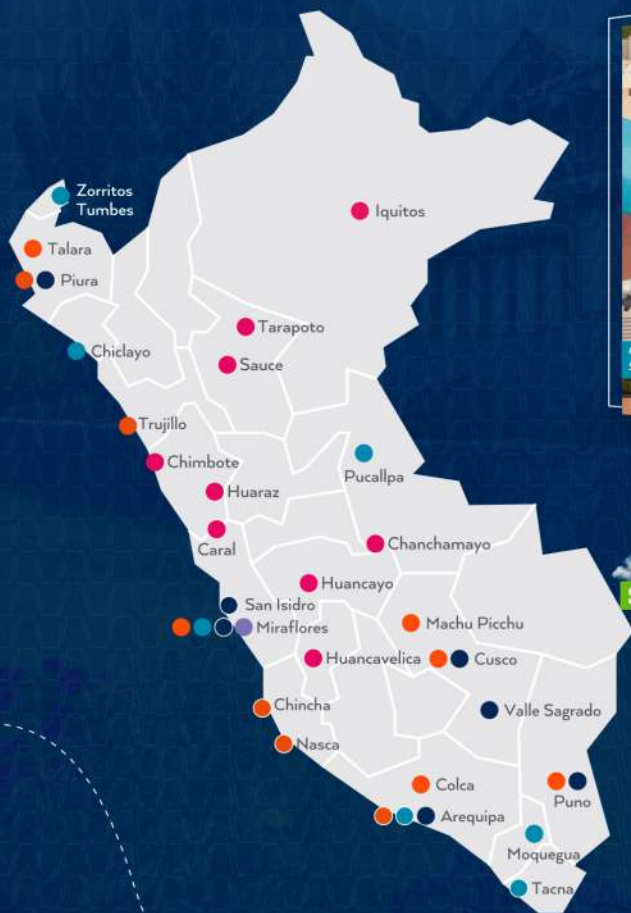 Zorritos
Tumbes
Iquitos
Talara
Piura
Tarapoto
Chiclayo
Sauce
Trujillo
Chimbote
Pucallpa
Huaraz
Caral
Chanchamayo
Huancayo
San Isidro
Miraflores
Machu Picchu
Huancavelica
Cusco
Chincha
Valle Sagrado
Nasca
Colca
Puno
Arequipa
Moquegua
Tacna